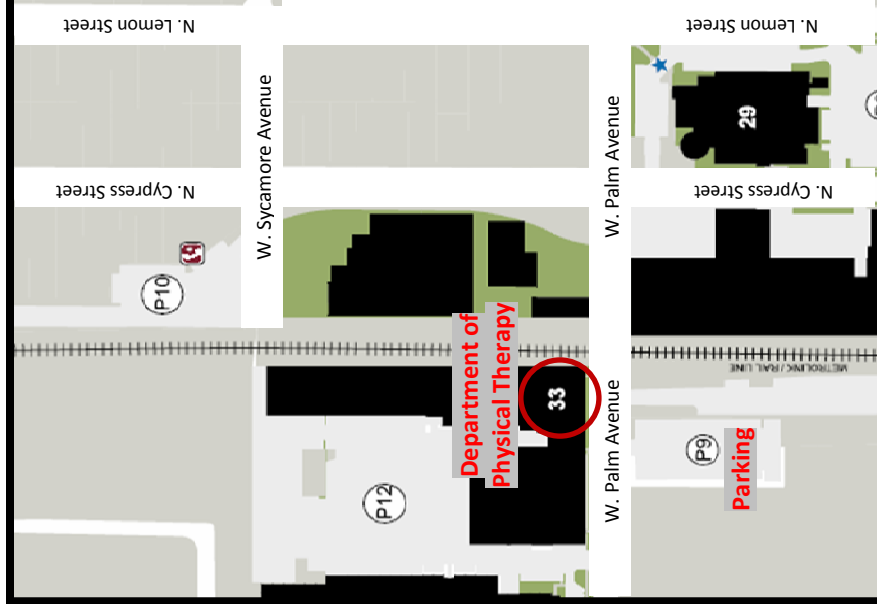 N. Lemon Street
N. Lemon Street
W. Sycamore Avenue
W. Palm Avenue
29
N. Cypress Street
N. Cypress Street
P10
Department of
Physical Therapy
METROLINK/RAIL LINE
33
W. Palm Avenue
P9
Parking
P12